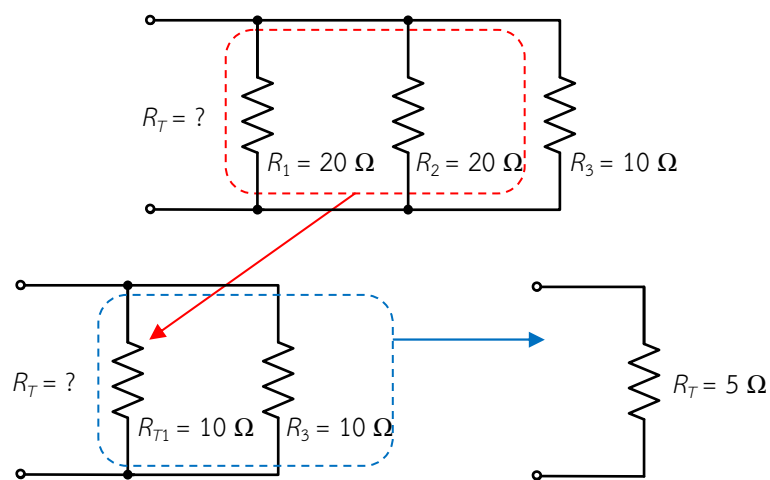 R_T = ?
R_1 = 20 Ω
R_2 = 20 Ω
R_3 = 10 Ω
R_T = ?
R_T1 = 10 Ω
R_3 = 10 Ω
R_T = 5 Ω